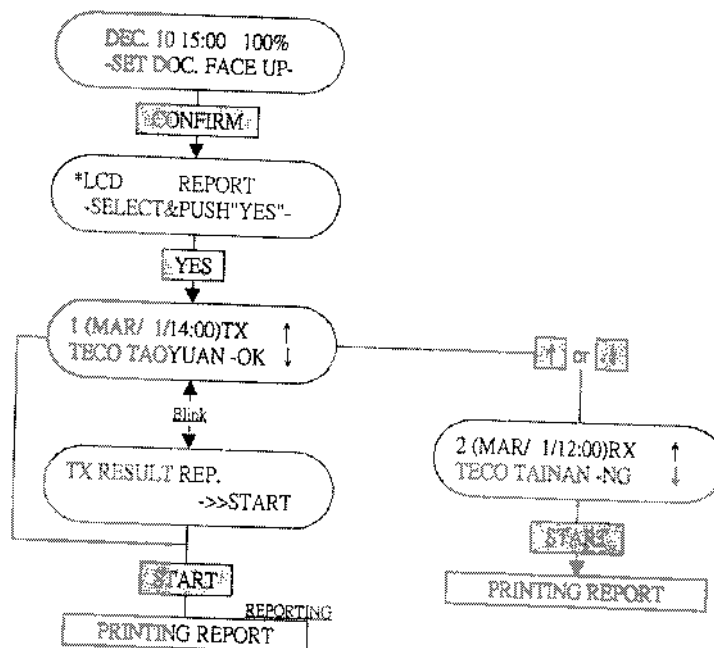 DEC. 10 15:00 100%
-SET DOC. FACE UP-
CONFIRM
*LCD REPORT
-SELECT&PUSH"YES"-
YES
1 (MAR/ 1/14:00)TX ↑
TECO TAOYUAN -OK ↓
↑ or ↓
Blink
TX RESULT REP.
->>START
2 (MAR/ 1/12:00)RX ↑
TECO TAINAN -NG ↓
START
START
REPORTING
PRINTING REPORT
PRINTING REPORT